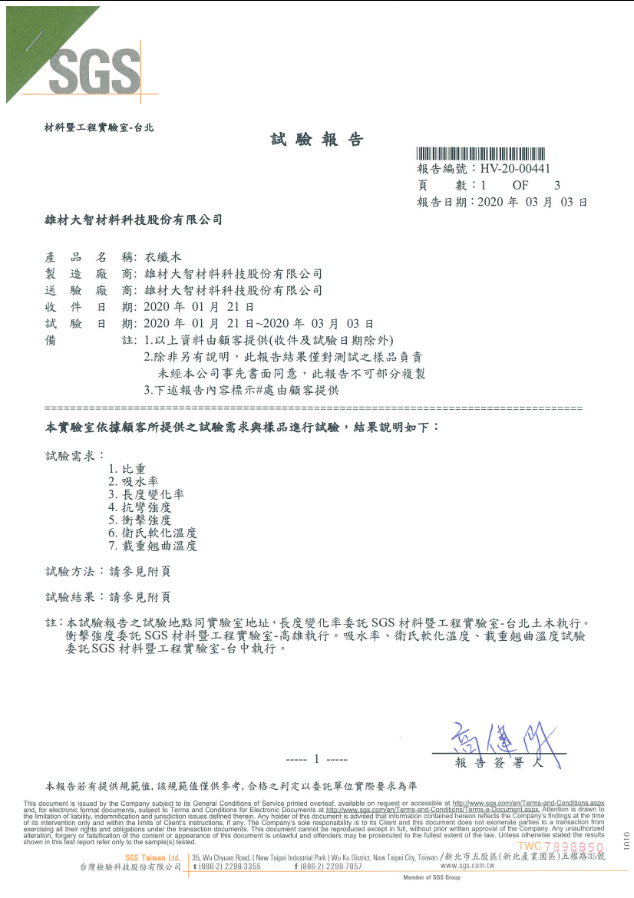 SGS
材料暨工程實驗室-台北
試 驗 報 告
報告編號：HV-20-00441
頁 數：1 OF 3
報告日期：2020 年 03 月 03 日
雄材大智材料科技股份有限公司
產 品 名 稱：衣纖木
製 造 廠 商：雄材大智材料科技股份有限公司
送 驗 廠 商：雄材大智材料科技股份有限公司
收 件 日 期：2020 年 01 月 21 日
試 驗 日 期：2020 年 01 月 21 日~2020 年 03 月 03 日
備 註：1.以上資料由顧客提供(收件及試驗日期除外)
2.除非另有說明，此報告結果僅對測試之樣品負責
未經本公司事先書面同意，此報告不可部分複製
3.下述報告內容標示#處由顧客提供
本實驗室依據顧客所提供之試驗需求與樣品進行試驗，結果說明如下：
試驗需求：
1. 比重
2. 吸水率
3. 長度變化率
4. 抗彎強度
5. 衝擊強度
6. 衛氏軟化溫度
7. 載重翹曲溫度
試驗方法：請參見附頁
試驗結果：請參見附頁
註：本試驗報告之試驗地點同實驗室地址，長度變化率委託 SGS 材料暨工程實驗室-台北土木執行。
衝擊強度委託 SGS 材料暨工程實驗室-高雄執行。吸水率、衛氏軟化溫度、載重翹曲溫度試驗
委託SGS 材料暨工程實驗室-台中執行。
----- 1 -----
報 告 簽 署 人
本報告若有提供規範值,該規範值僅供參考,合格之判定以委託單位實際要求為準
This document is issued by the Company subject to its General Conditions of Service printed overleaf, available on request or accessible at http://www.sgs.com/en/Terms-and-Conditions.aspx
and, for electronic format documents, subject to Terms and Conditions for Electronic Documents at http://www.sgs.com/en/Terms-and-Conditions/Terms-e-Document.aspx. Attention is drawn to
the limitation of liability, indemnification and jurisdiction issues defined therein. Any holder of this document is advised that information contained hereon reflects the Company's findings at the time
of its intervention only and within the limits of Client's instructions, if any. The Company's sole responsibility is to its Client and this document does not exonerate parties to a transaction from
exercising all their rights and obligations under the transaction documents. This document cannot be reproduced except in full, without prior written approval of the Company. Any unauthorized
alteration, forgery or falsification of the content or appearance of this document is unlawful and offenders may be prosecuted to the fullest extent of the law. Unless otherwise stated the results
shown in this test report refer only to the sample(s) tested.
TWC 7998850
1010
SGS Taiwan Ltd.
台灣檢驗科技股份有限公司
35, Wu Chyuan Road, ( New Taipei Industrial Park ) Wu Ku District, New Taipei City, Taiwan /新北市五股區(新北產業園區)五權路35號
t (886-2) 2298-3355 f (886-2) 2298-7857 www.sgs.com.tw
Member of SGS Group